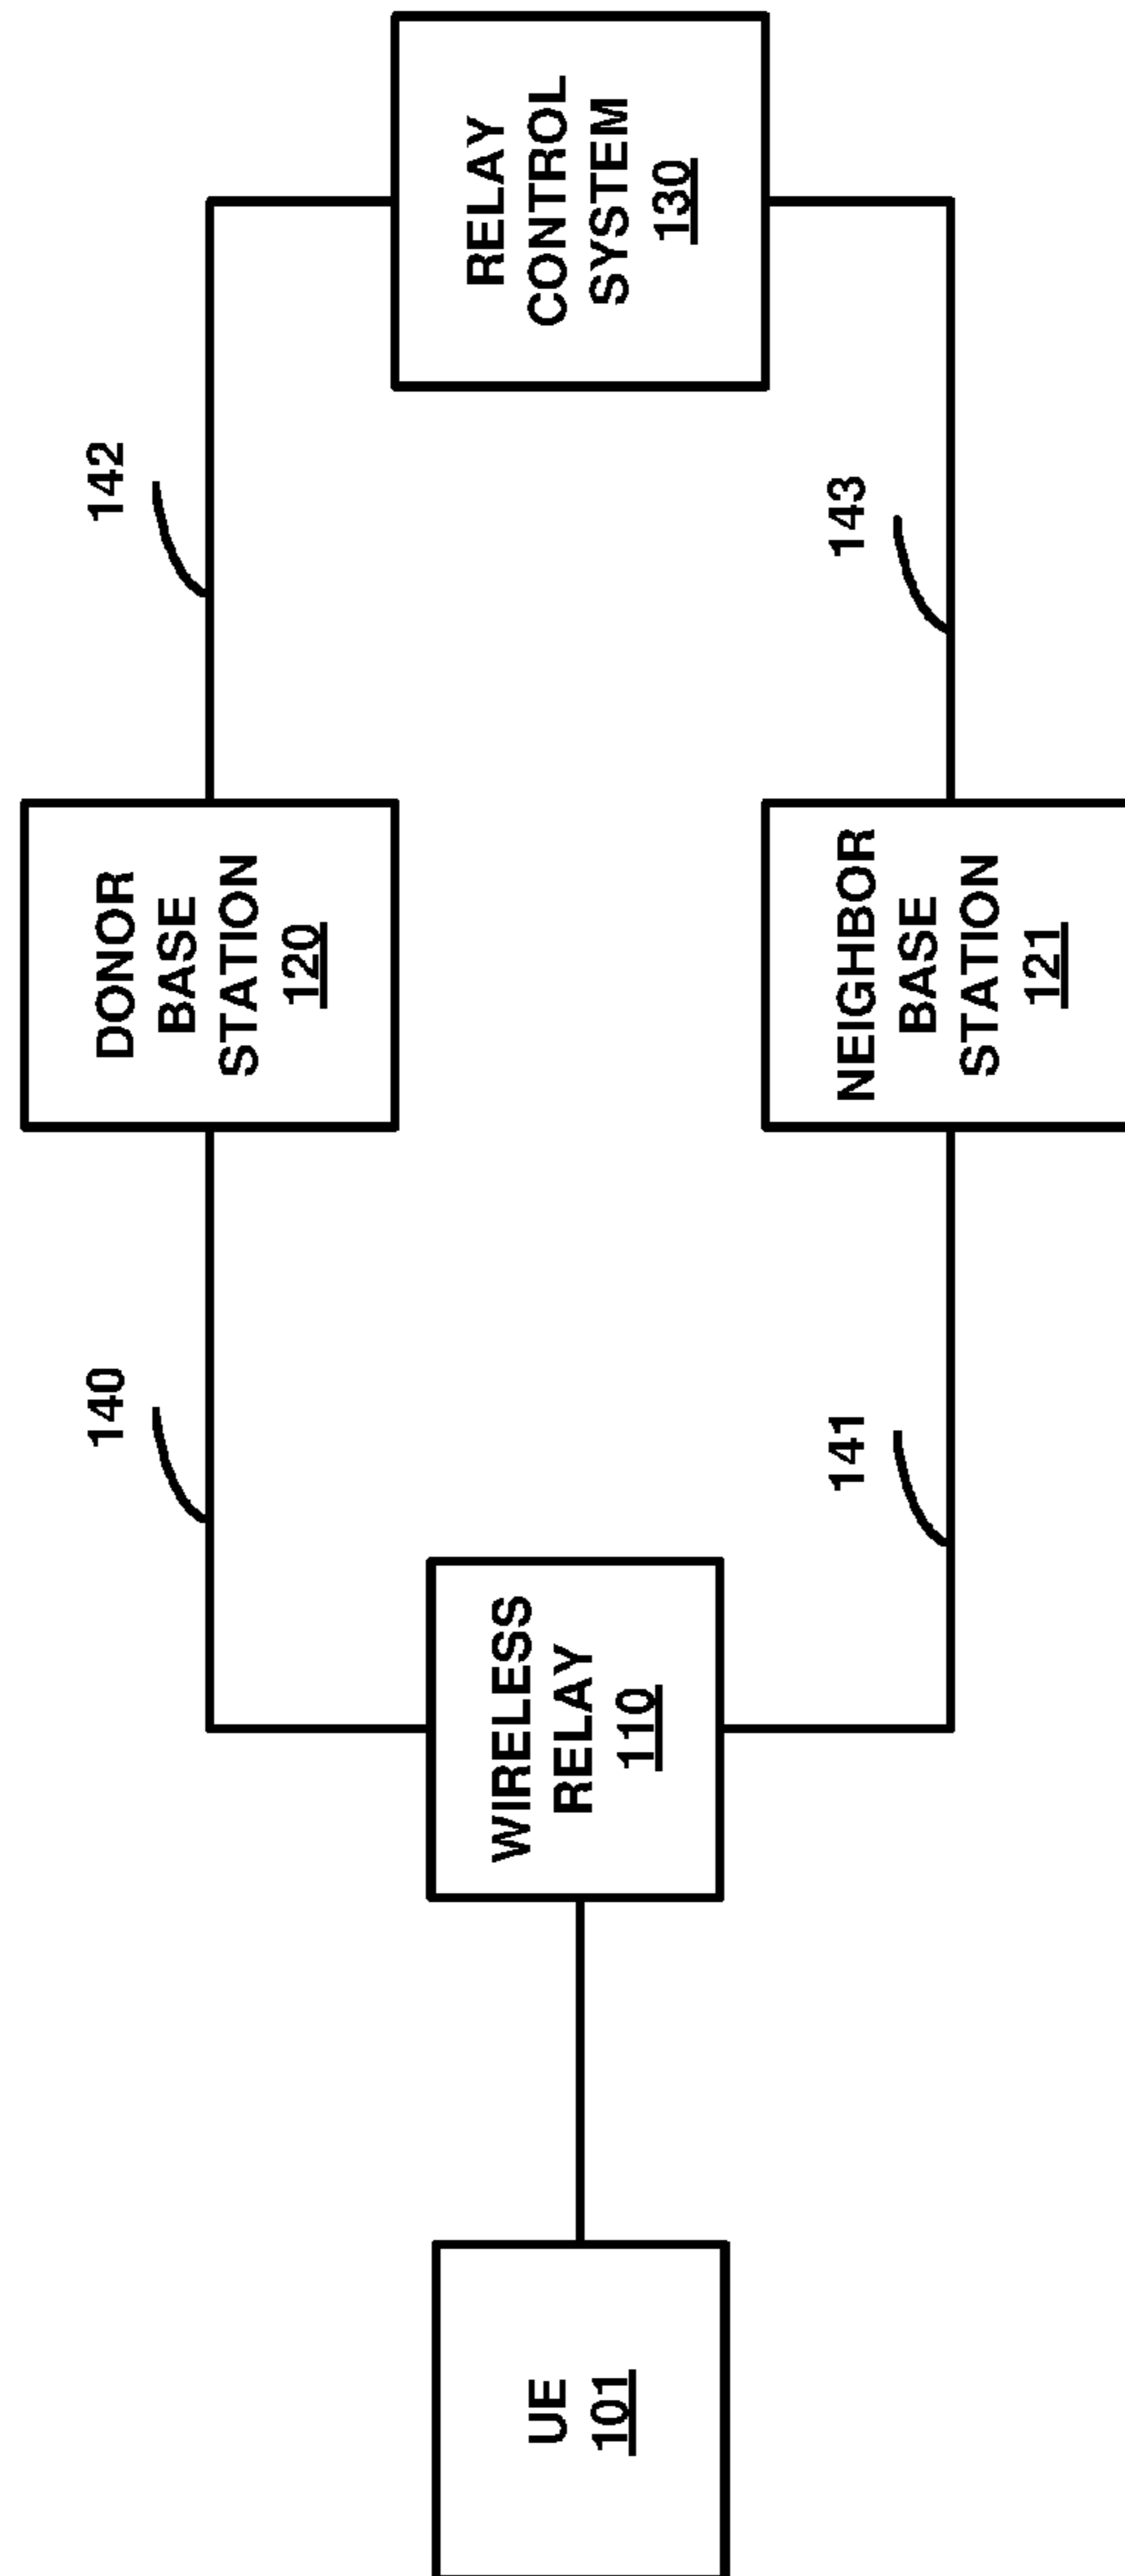 142
140
DONOR
BASE
STATION
120
RELAY
CONTROL
SYSTEM
130
WIRELESS
RELAY
110
UE
101
143
141
NEIGHBOR
BASE
STATION
121